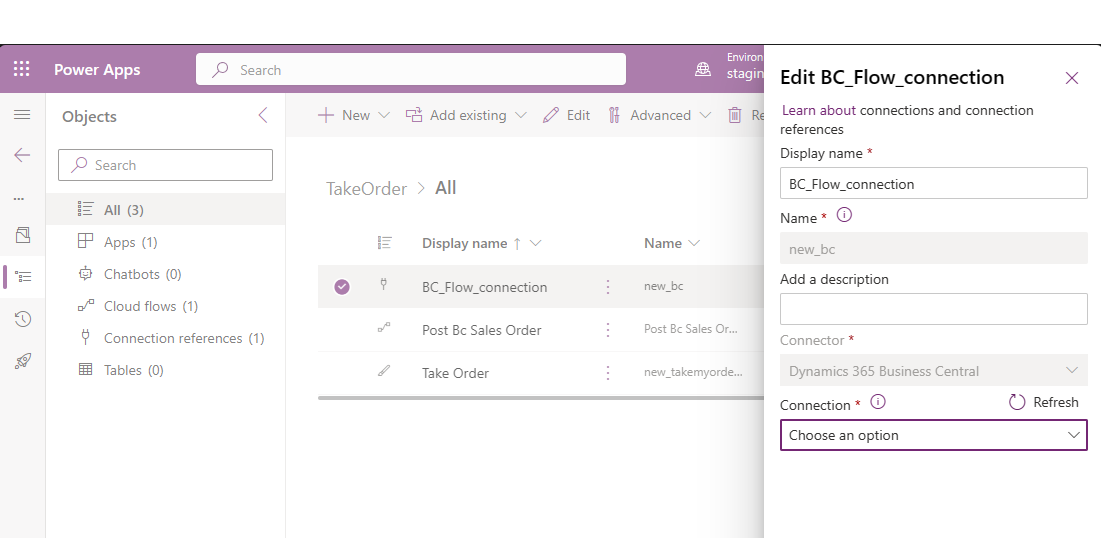 Power Apps
Search
Environ
stagin
Objects
Search
All (3)
Apps (1)
Chatbots (0)
Cloud flows (1)
Connection references (1)
Tables (0)
New
Add existing
Edit
Advanced
Re
TakeOrder > All
Display name ↑
Name
BC_Flow_connection
new_bc
Post Bc Sales Order
Post Bc Sales Or...
Take Order
new_takemyorde...
Edit BC_Flow_connection
Learn about connections and connection
references
Display name *
BC_Flow_connection
Name *
new_bc
Add a description
Connector *
Dynamics 365 Business Central
Connection *
Refresh
Choose an option